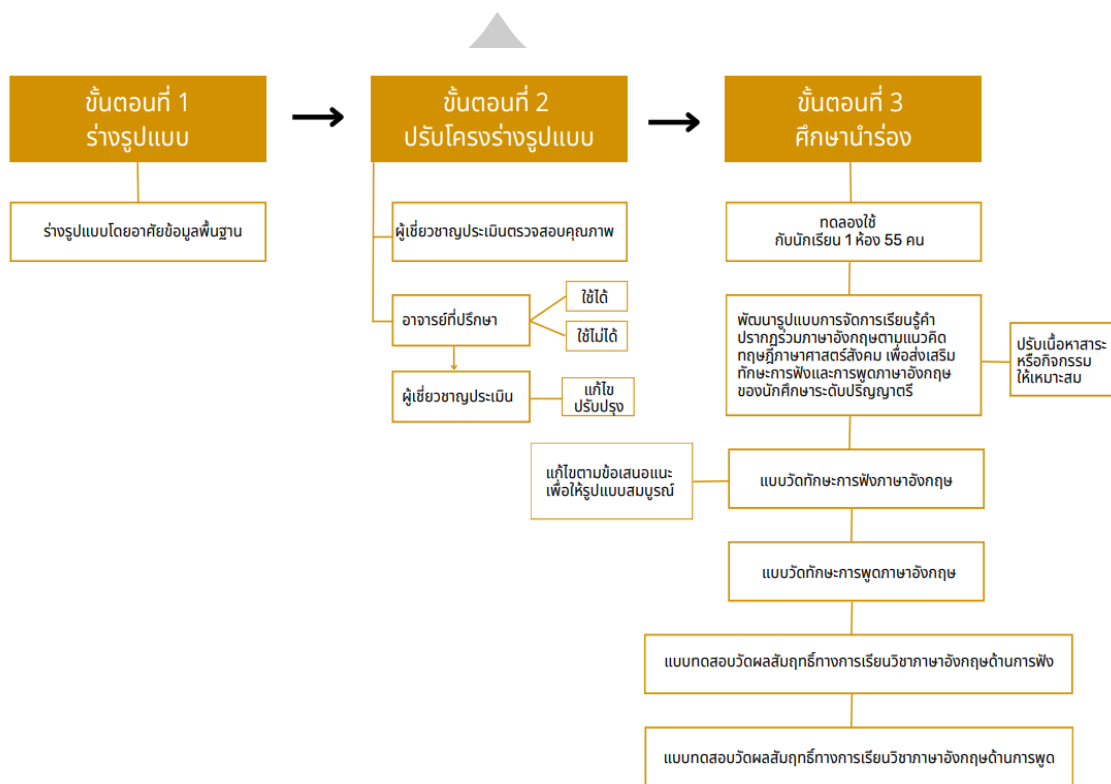 ขั้นตอนที่ 1
ร่างรูปแบบ
ร่างรูปแบบโดยอาศัยข้อมูลพื้นฐาน
ขั้นตอนที่ 2
ปรับโครงร่างรูปแบบ
ผู้เชี่ยวชาญประเมินตรวจสอบคุณภาพ
อาจารย์ที่ปรึกษา
ใช้ได้
ใช้ไม่ได้
ผู้เชี่ยวชาญประเมิน
แก้ไข
ปรับปรุง
ขั้นตอนที่ 3
ศึกษานำร่อง
ทดลองใช้
กับนักเรียน 1 ห้อง 55 คน
พัฒนารูปแบบการจัดการเรียนรู้คำ
ปรากฏร่วมภาษาอังกฤษตามแนวคิด
ทฤษฎีภาษาศาสตร์สังคม เพื่อส่งเสริม
ทักษะการฟังและการพูดภาษาอังกฤษ
ของนักศึกษาระดับปริญญาตรี
ปรับเนื้อหาสาระ
หรือกิจกรรม
ให้เหมาะสม
แก้ไขตามข้อเสนอแนะ
เพื่อให้รูปแบบสมบูรณ์
แบบวัดทักษะการฟังภาษาอังกฤษ
แบบวัดทักษะการพูดภาษาอังกฤษ
แบบทดสอบวัดผลสัมฤทธิ์ทางการเรียนวิชาภาษาอังกฤษด้านการฟัง
แบบทดสอบวัดผลสัมฤทธิ์ทางการเรียนวิชาภาษาอังกฤษด้านการพูด